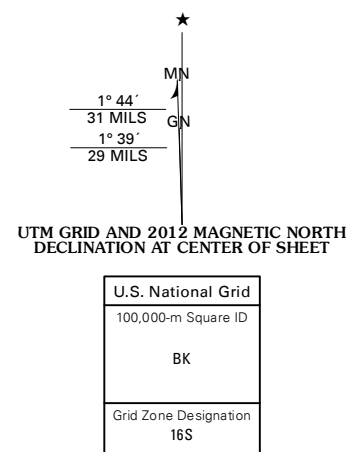 ★
MN
1° 44´
31 MILS
GN
1° 39´
29 MILS
UTM GRID AND 2012 MAGNETIC NORTH
DECLINATION AT CENTER OF SHEET
U.S. National Grid
100,000-m Square ID
BK
Grid Zone Designation
16S